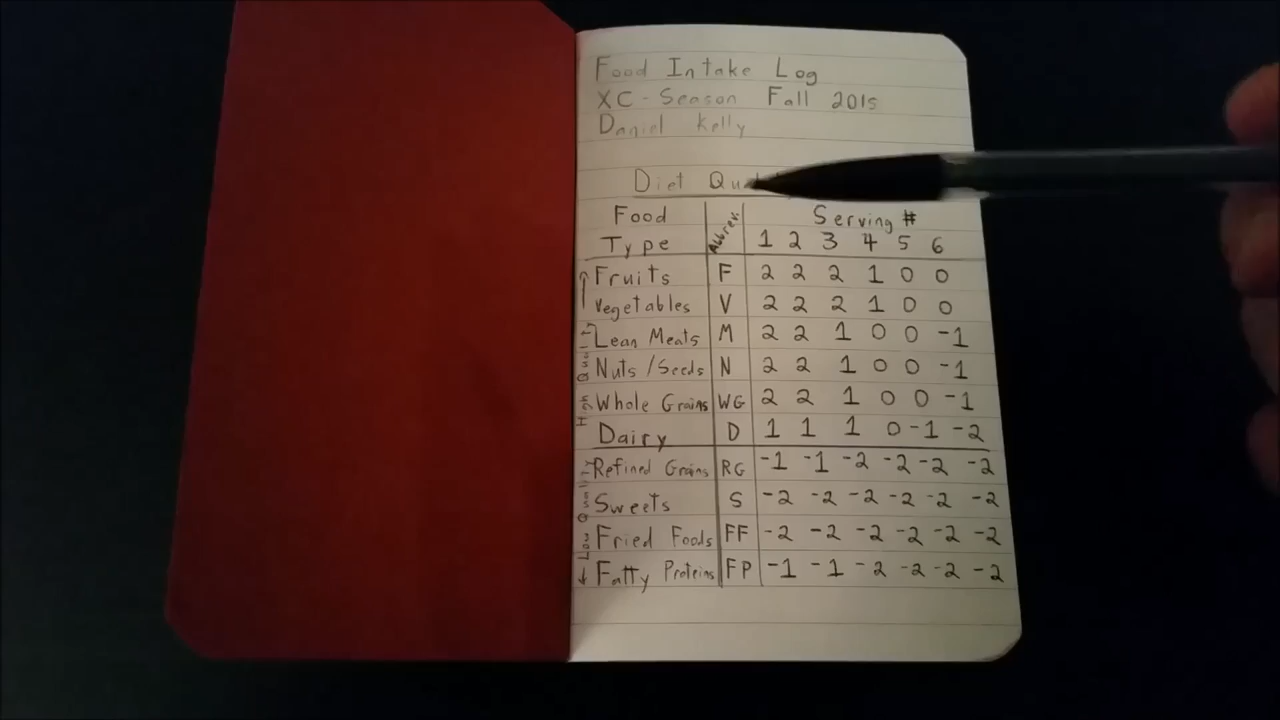 Food Intake Log
XC-Season Fall 2015
Daniel Kelly
Diet
Food Abbrev. Serving #
Type 1 2 3 4 5 6
Fruits F 2 2 2 1 0 0
Vegetables V 2 2 2 1 0 0
Lean Meats M 2 2 1 0 0 -1
Nuts/Seeds N 2 2 1 0 0 -1
Whole Grains WG 2 2 1 0 0 -1
Dairy D 1 1 1 0 -1 -2
Refined Grains RG -1 -1 -2 -2 -2 -2
Sweets S -2 -2 -2 -2 -2 -2
Fried Foods FF -2 -2 -2 -2 -2 -2
Fatty Proteins FP -1 -1 -2 -2 -2 -2
High Quality
Low Quality